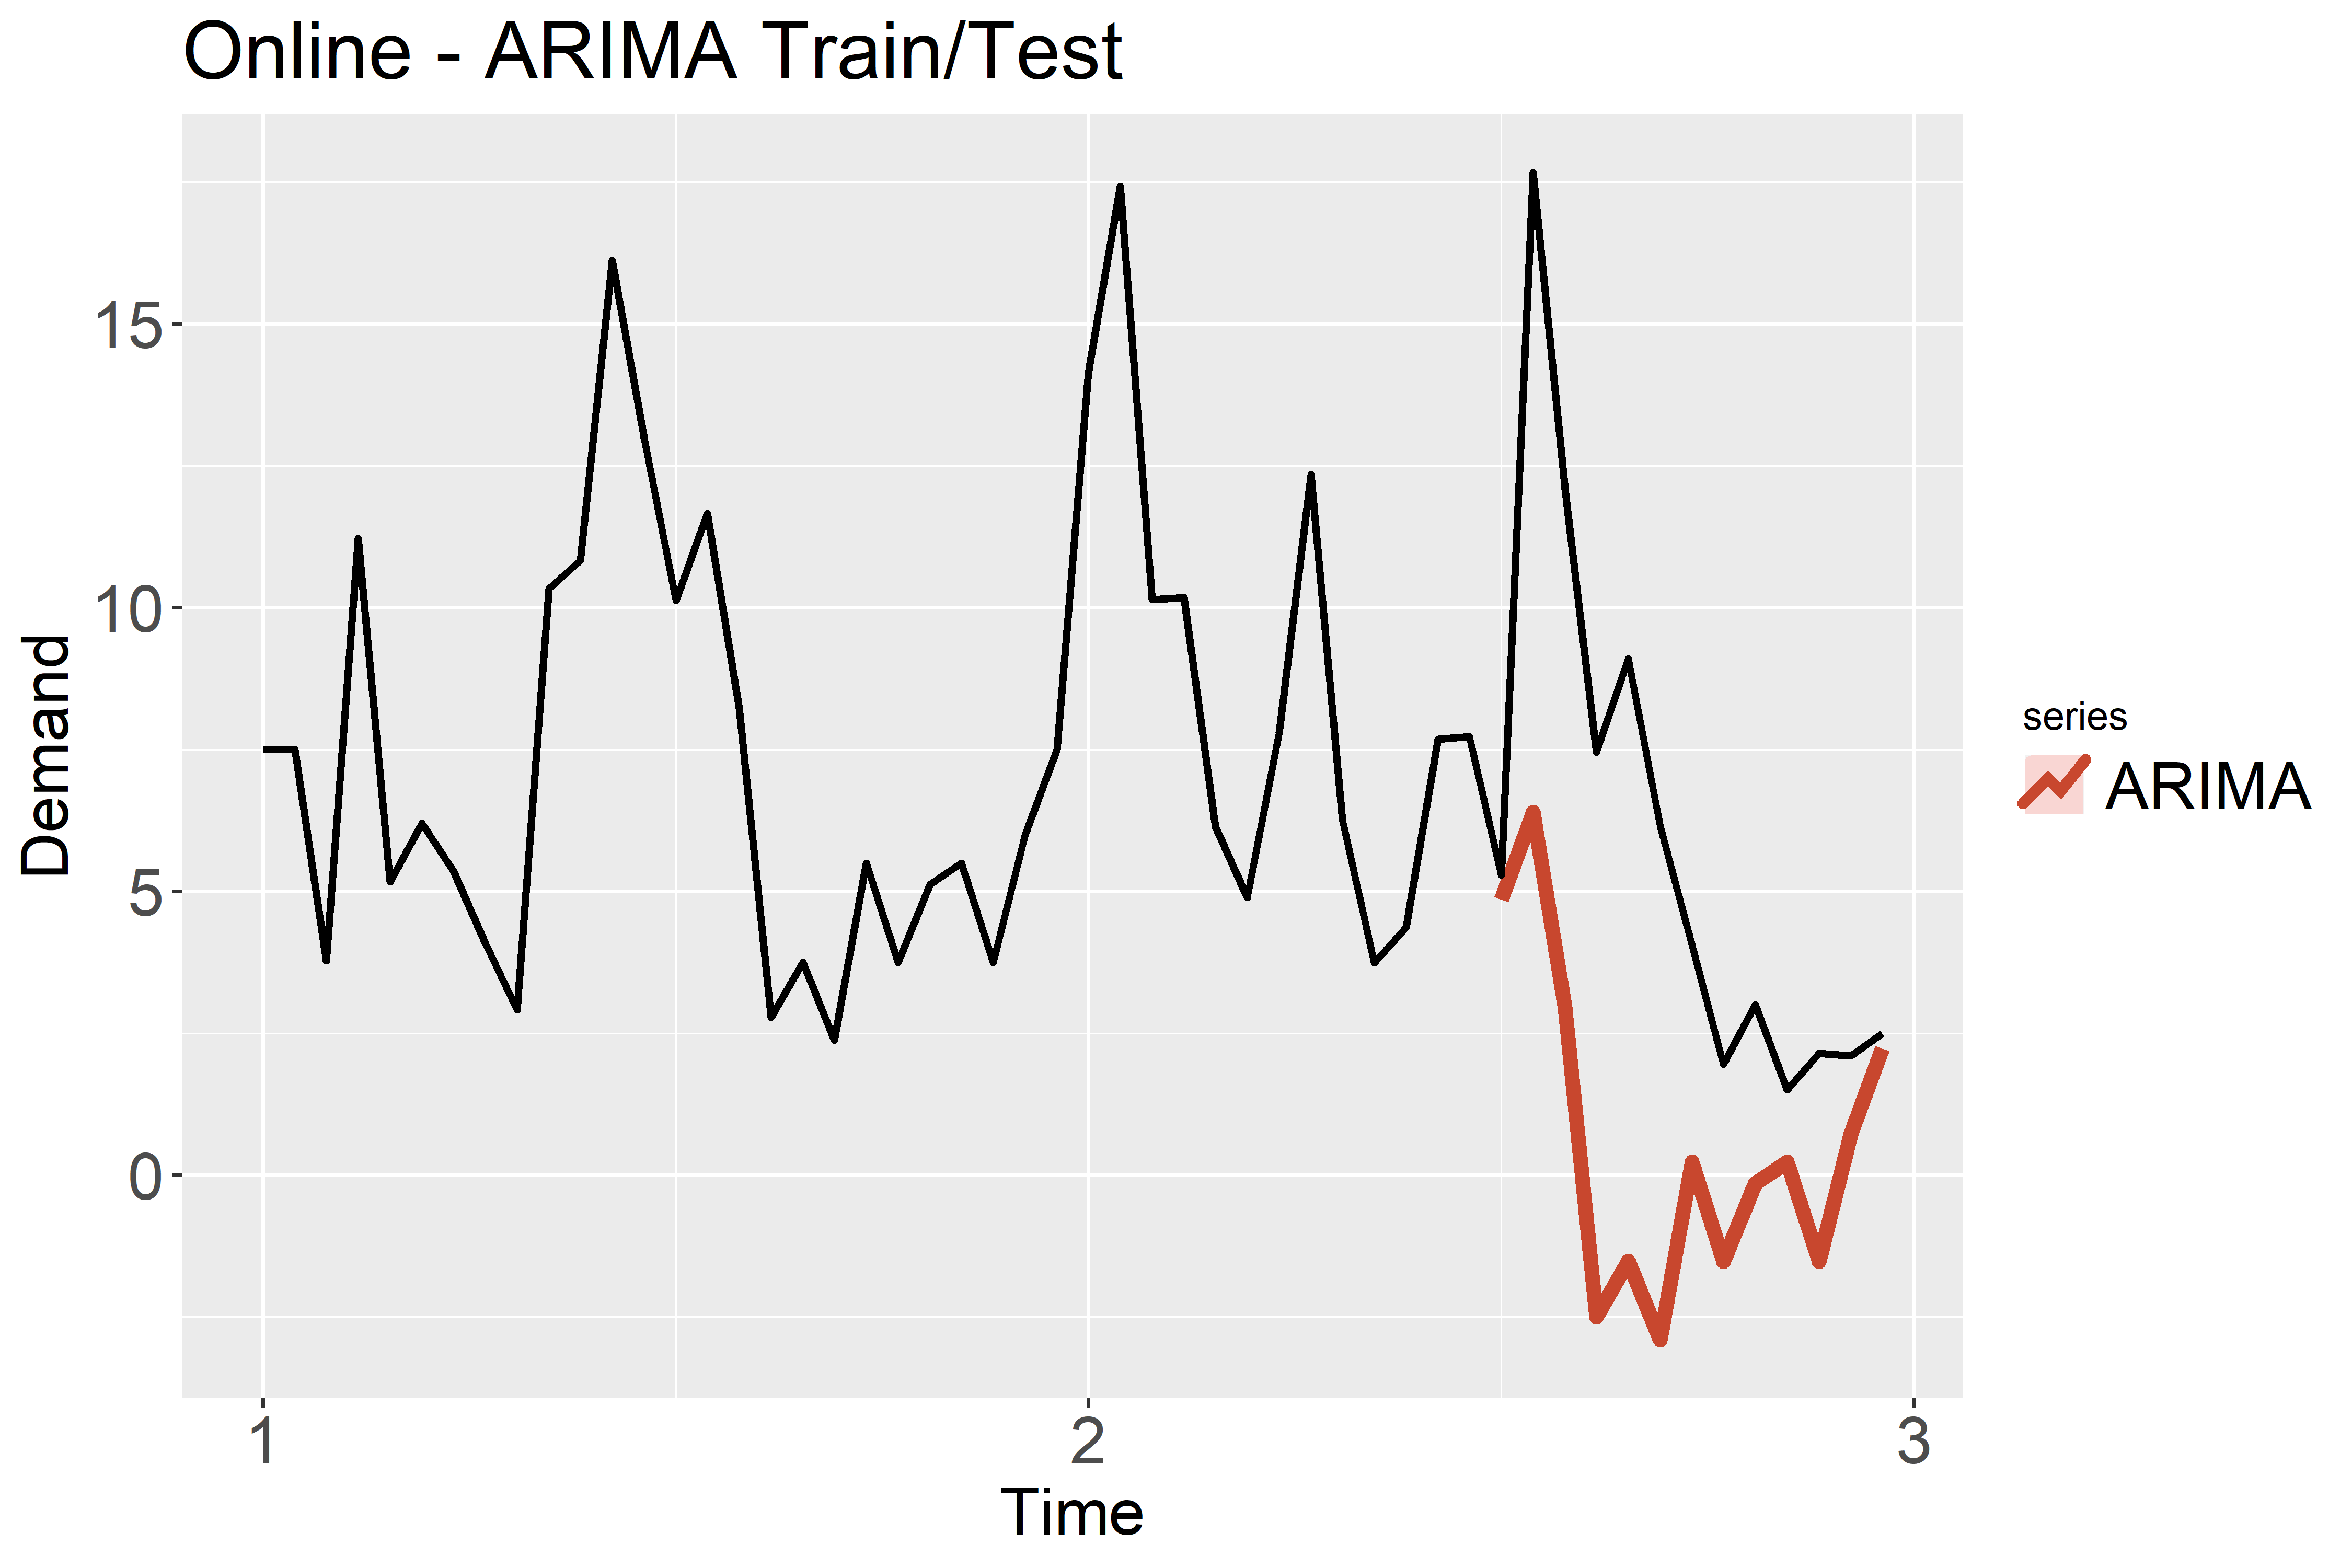 Online - ARIMA Train/Test
Demand
15
10
5
0
1
2
3
Time
series
ARIMA